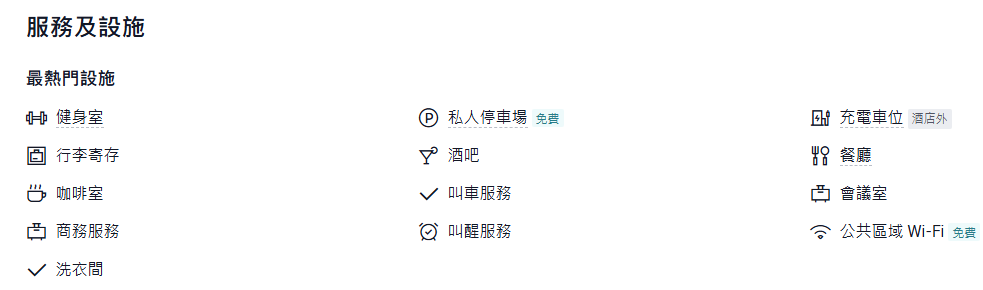 服務及設施
最熱門設施
健身室 私人停車場 免費 充電車位 酒店外
行李寄存 酒吧 餐廳
咖啡室 叫車服務 會議室
商務服務 叫醒服務 公共區域 Wi-Fi 免費
洗衣間